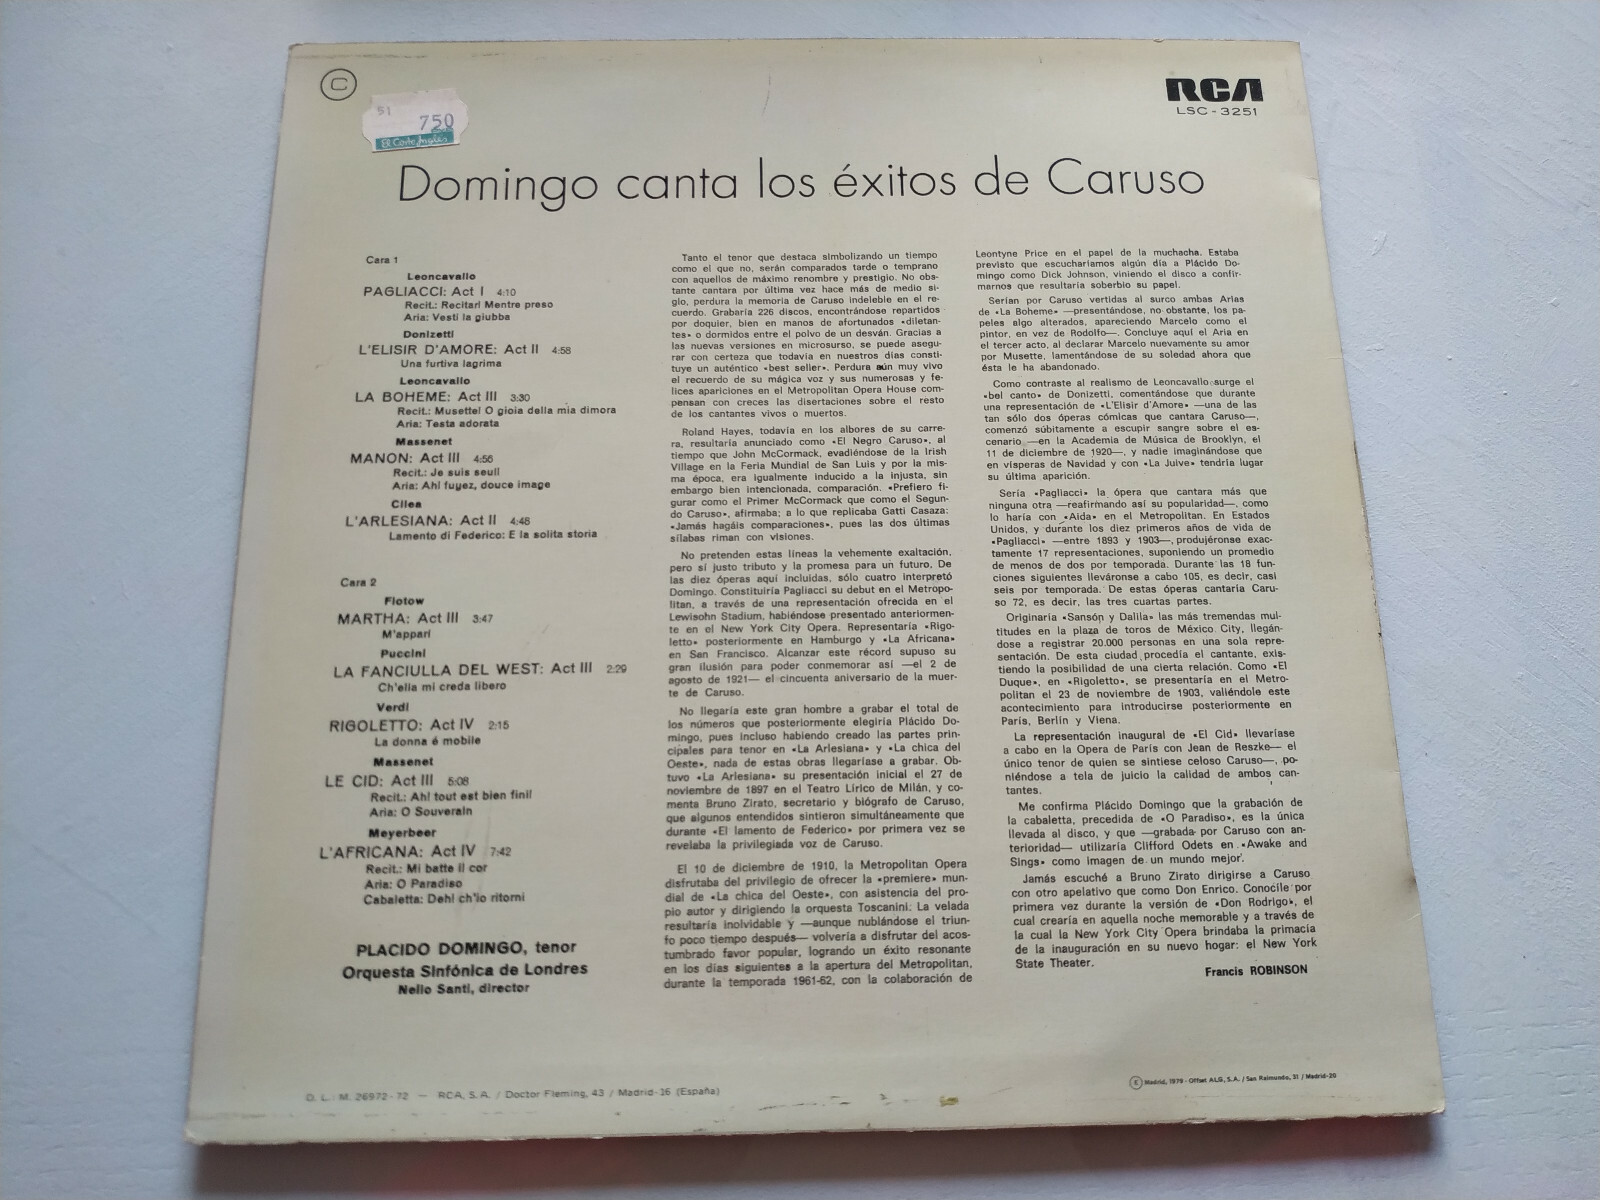 C
51
750
El Corte Inglés
RCA
LSC-3251
Domingo canta los éxitos de Caruso
Cara 1
Leoncavallo
PAGLIACCI: Act I 4:10
Recit.: Recitar! Mentre preso
Aria: Vesti la giubba
Donizetti
L'ELISIR D'AMORE: Act II 4:58
Una furtiva lagrima
Leoncavallo
LA BOHEME: Act III 3:30
Recit.: Musette! O gioia della mia dimora
Aria: Testa adorata
Massenet
MANON: Act III 4:56
Recit.: Je suis seul!
Aria: Ah! fuyez, douce image
Cilea
L'ARLESIANA: Act II 4:48
Lamento di Federico: E la solita storia
Cara 2
Flotow
MARTHA: Act III 3:47
M'apparí
Puccini
LA FANCIULLA DEL WEST: Act III 2:29
Ch'ella mi creda libero
Verdi
RIGOLETTO: Act IV 2:15
La donna é mobile
Massenet
LE CID: Act III 5:08
Recit.: Ah! tout est bien fini!
Aria: O Souverain
Meyerbeer
L'AFRICANA: Act IV 7:42
Recit.: Mi batte il cor
Aria: O Paradiso
Cabaletta: Deh! ch'io ritorni
PLACIDO DOMINGO, tenor
Orquesta Sinfónica de Londres
Nello Santi, director
Tanto el tenor que destaca simbolizando un tiempo
como el que no, serán comparados tarde o temprano
con aquellos de máximo renombre y prestigio. No obs-
tante cantara por última vez hace más de medio si-
glo, perdura la memoria de Caruso indeleble en el re-
cuerdo. Grabaría 226 discos, encontrándose repartidos
por doquier, bien en manos de afortunados «diletan-
tes» o dormidos entre el polvo de un desván. Gracias a
las nuevas versiones en microsurso, se puede asegu-
rar con certeza que todavía en nuestros días consti-
tuye un auténtico «best seller». Perdura aún muy vivo
el recuerdo de su mágica voz y sus numerosas y fe-
lices apariciones en el Metropolitan Opera House com-
pensan con creces las disertaciones sobre el resto
de los cantantes vivos o muertos.
Roland Hayes, todavía en los albores de su carre-
ra, resultaría anunciado como «El Negro Caruso», al
tiempo que John McCormack, evadiéndose de la Irish
Village en la Feria Mundial de San Luis y por la mis-
ma época, era igualmente inducido a la injusta, sin
embargo bien intencionada, comparación. «Prefiero fi-
gurar como el Primer McCormack que como el Segun-
do Caruso», afirmaba; a lo que replicaba Gatti Casaza:
«Jamás hagáis comparaciones», pues las dos últimas
sílabas riman con visiones.
No pretenden estas líneas la vehemente exaltación,
pero sí justo tributo y la promesa para un futuro. De
las diez óperas aquí incluidas, sólo cuatro interpretó
Domingo. Constituiría Pagliacci su debut en el Metropo-
litan, a través de una representación ofrecida en el
Lewisohn Stadium, habiéndose presentado anteriormen-
te en el New York City Opera. Representaría «Rigo-
letto» posteriormente en Hamburgo y «La Africana»
en San Francisco. Alcanzar este récord supuso su
gran ilusión para poder conmemorar así —el 2 de
agosto de 1921— el cincuenta aniversario de la muer-
te de Caruso.
No llegaría este gran hombre a grabar el total de
los números que posteriormente elegiría Plácido Do-
mingo, pues incluso habiendo creado las partes prin-
cipales para tenor en «La Arlesiana» y «La chica del
Oeste», nada de estas obras llegaríase a grabar. Ob-
tuvo «La Arlesiana» su presentación inicial el 27 de
noviembre de 1897 en el Teatro Lírico de Milán, y co-
menta Bruno Zirato, secretario y biógrafo de Caruso,
que algunos entendidos sintieron simultáneamente que
durante «El lamento de Federico» por primera vez se
revelaba la privilegiada voz de Caruso.
El 10 de diciembre de 1910, la Metropolitan Opera
disfrutaba del privilegio de ofrecer la «premiere» mun-
dial de «La chica del Oeste», con asistencia del pro-
pio autor y dirigiendo la orquesta Toscanini. La velada
resultaría inolvidable y —aunque nublándose el triun-
fo poco tiempo después— volvería a disfrutar del acos-
tumbrado favor popular, logrando un éxito resonante
en los días siguientes a la apertura del Metropolitan,
durante la temporada 1961-62, con la colaboración de
Leontyne Price en el papel de la muchacha. Estaba
previsto que escucharíamos algún día a Plácido Do-
mingo como Dick Johnson, viniendo el disco a confir-
marnos que resultaría soberbio su papel.
Serían por Caruso vertidas al surco ambas Arias
de «La Boheme» —presentándose, no obstante, los pa-
peles algo alterados, apareciendo Marcelo como el
pintor, en vez de Rodolfo—. Concluye aquí el Aria en
el tercer acto, al declarar Marcelo nuevamente su amor
por Musette, lamentándose de su soledad ahora que
ésta le ha abandonado.
Como contraste al realismo de Leoncavallo surge el
«bel canto» de Donizetti, comentándose que durante
una representación de «L'Elisir d'Amore» —una de las
tan sólo dos óperas cómicas que cantara Caruso—,
comenzó súbitamente a escupir sangre sobre el es-
cenario —en la Academia de Música de Brooklyn, el
11 de diciembre de 1920—, y nadie imaginándose que
en vísperas de Navidad y con «La Juive» tendría lugar
su última aparición.
Sería «Pagliacci» la ópera que cantara más que
ninguna otra —reafirmando así su popularidad—, como
lo haría con «Aida» en el Metropolitan. En Estados
Unidos, y durante los diez primeros años de vida de
«Pagliacci» —entre 1893 y 1903—, produjéronse exac-
tamente 17 representaciones, suponiendo un promedio
de menos de dos por temporada. Durante las 18 fun-
ciones siguientes lleváronse a cabo 105, es decir, casi
seis por temporada. De estas óperas cantaría Caru-
so 72, es decir, las tres cuartas partes.
Originaría «Sansón y Dalila» las más tremendas mul-
titudes en la plaza de toros de México City, llegán-
dose a registrar 20.000 personas en una sola repre-
sentación. De esta ciudad procedía el cantante, exis-
tiendo la posibilidad de una cierta relación. Como «El
Duque», en «Rigoletto», se presentaría en el Metro-
politan el 23 de noviembre de 1903, valiéndole este
acontecimiento para introducirse posteriormente en
París, Berlín y Viena.
La representación inaugural de «El Cid» llevaríase
a cabo en la Opera de París con Jean de Reszke— el
único tenor de quien se sintiese celoso Caruso—, po-
niéndose a tela de juicio la calidad de ambos can-
tantes.
Me confirma Plácido Domingo que la grabación de
la cabaletta, precedida de «O Paradiso», es la única
llevada al disco, y que —grabada por Caruso con an-
terioridad— utilizaría Clifford Odets en «Awake and
Sings» como imagen de un mundo mejor.
Jamás escuché a Bruno Zirato dirigirse a Caruso
con otro apelativo que como Don Enrico. Conocíle por
primera vez durante la versión de «Don Rodrigo», el
cual crearía en aquella noche memorable y a través de
la cual la New York City Opera brindaba la primacía
de la inauguración en su nuevo hogar: el New York
State Theater.
Francis ROBINSON
D. L.: M. 26972-72 — RCA, S. A. / Doctor Fleming, 43 / Madrid-16 (España)
Madrid, 1979 - Offset ALG, S.A. / San Raimundo, 31 / Madrid-20